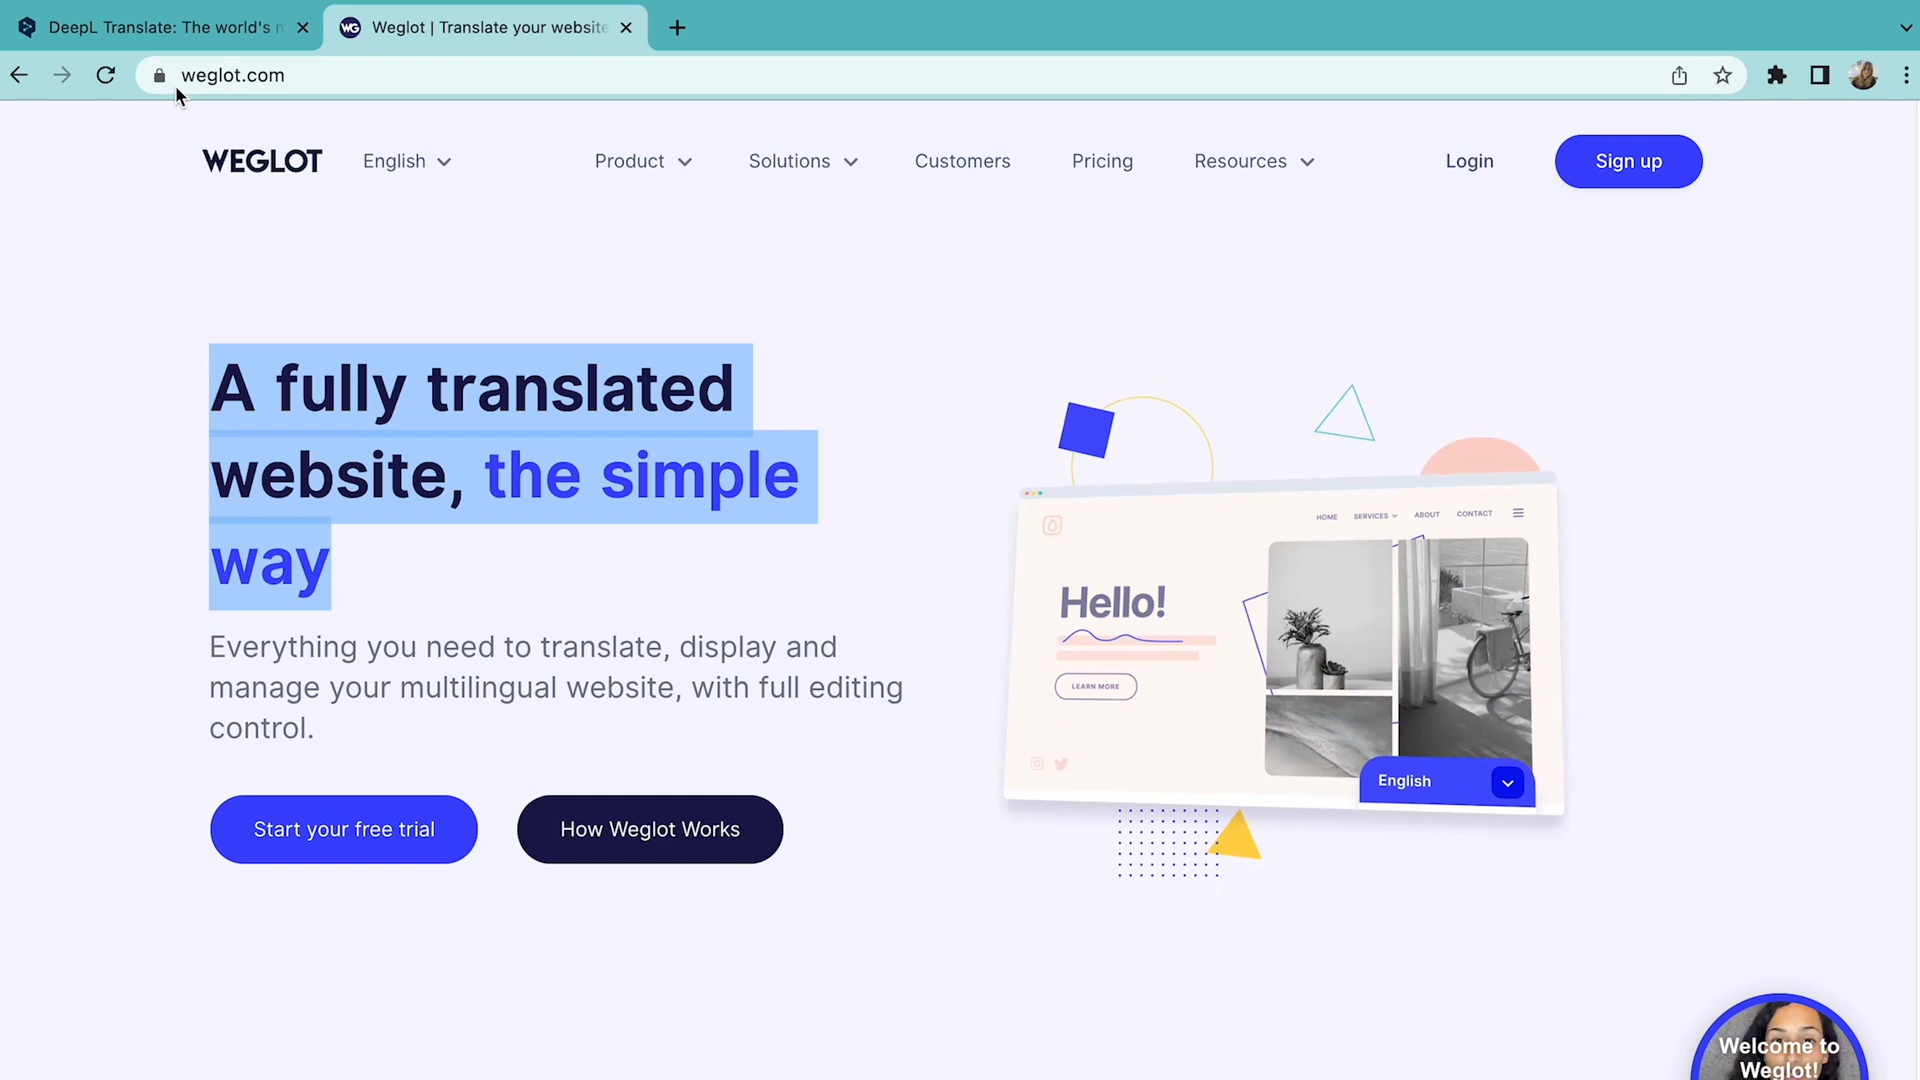 DeepL Translate: The world's m
Weglot | Translate your website
weglot.com
WEGLOT English Product Solutions Customers Pricing Resources Login Sign up
A fully translated
website, the simple
way
Everything you need to translate, display and
manage your multilingual website, with full editing
control.
Start your free trial How Weglot Works
HOME SERVICES ABOUT CONTACT
Hello!
LEARN MORE
English
Welcome to
Weglot!